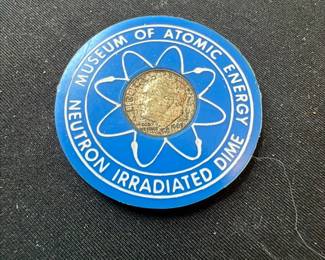 MUSEUM OF ATOMIC ENERGY
NEUTRON IRRADIATED DIME